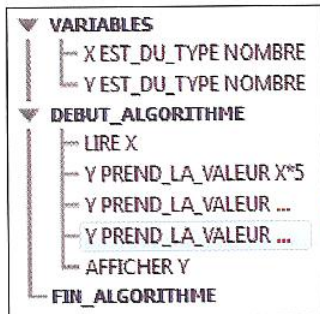 VARIABLES
X EST_DU_TYPE NOMBRE
Y EST_DU_TYPE NOMBRE
DEBUT_ALGORITHME
LIRE X
Y PREND_LA_VALEUR X*5
Y PREND_LA_VALEUR ...
Y PREND_LA_VALEUR ...
AFFICHER Y
FIN_ALGORITHME